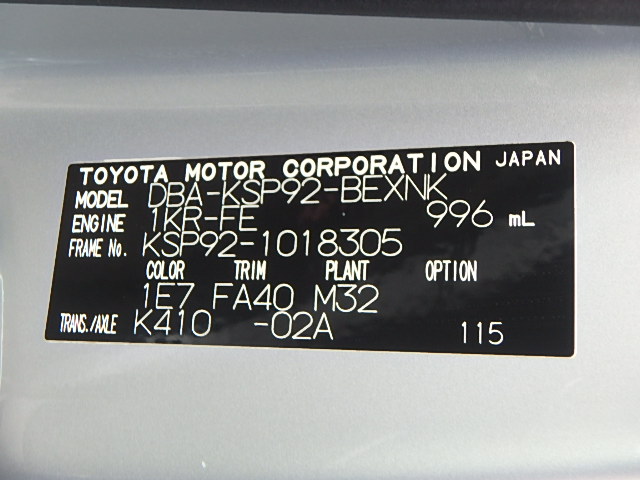 TOYOTA MOTOR CORPORATION JAPAN
MODEL DBA-KSP92-BEXNK
ENGINE 1KR-FE 996 mL
FRAME No. KSP92-1018305
COLOR TRIM PLANT OPTION
1E7 FA40 M32
TRANS./AXLE K410 -02A 115